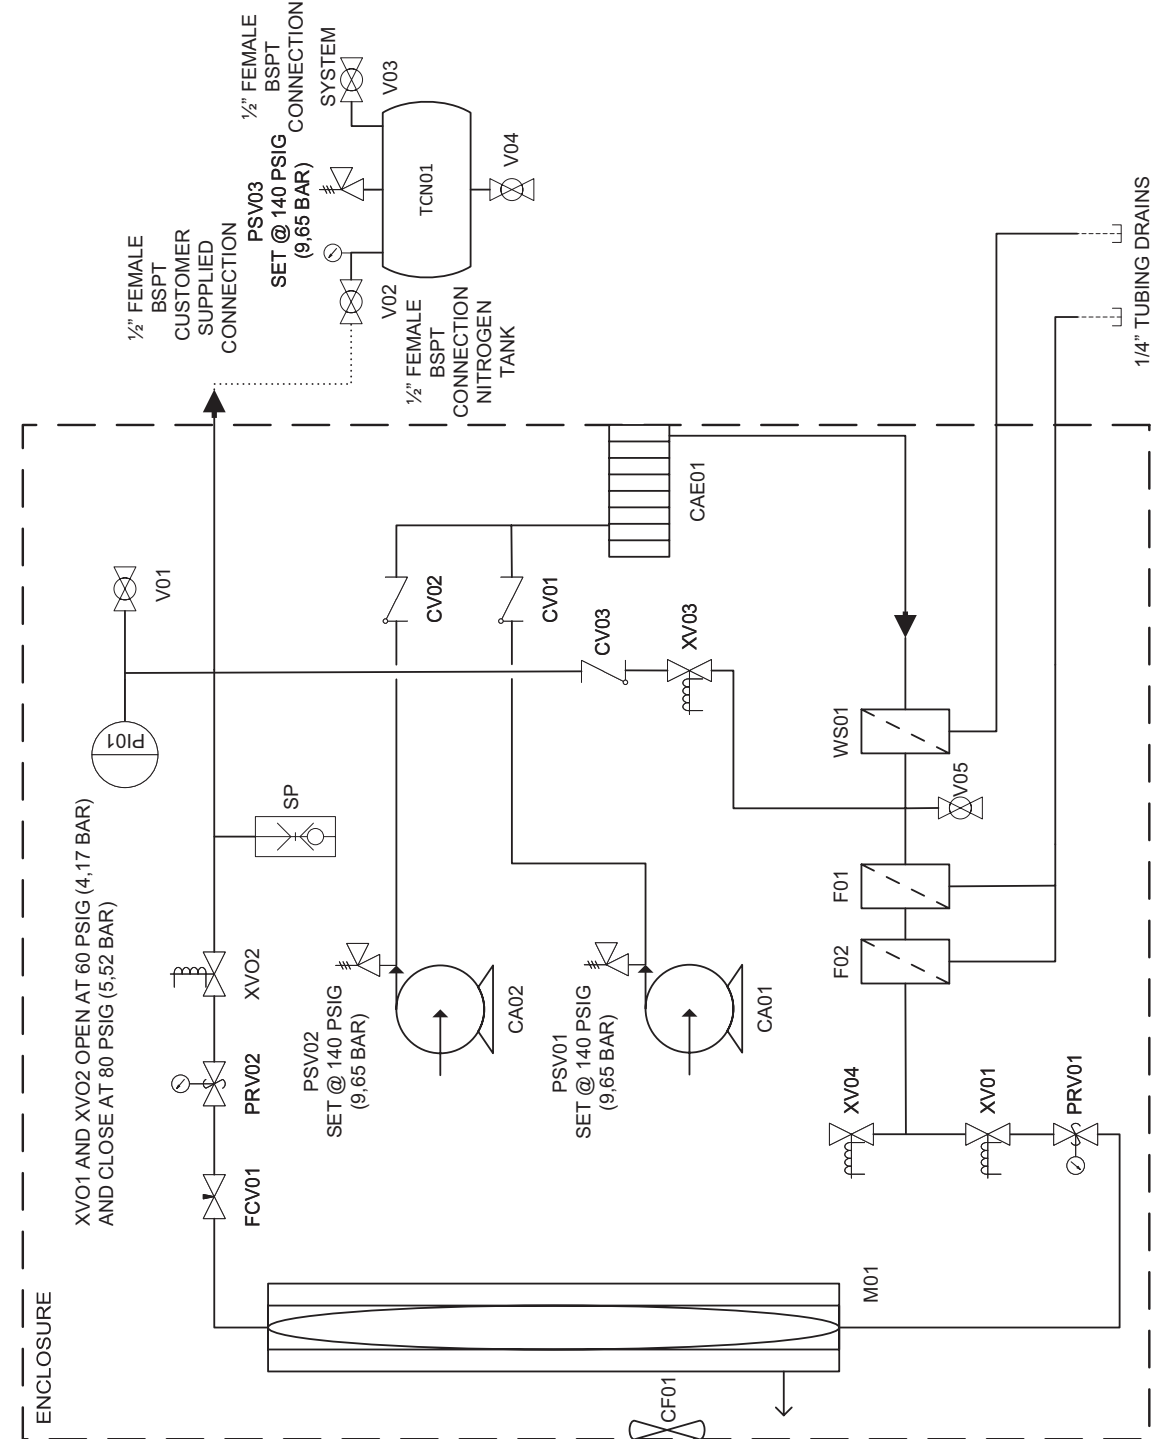 ½" FEMALE
BSPT
CONNECTION
SYSTEM
V03
PSV03
SET @ 140 PSIG
(9,65 BAR)
TCN01
V04
½" FEMALE
BSPT
CUSTOMER
SUPPLIED
CONNECTION
V02
½" FEMALE
BSPT
CONNECTION
NITROGEN
TANK
1/4" TUBING DRAINS
CAE01
V01
CV02
CV01
CV03
XV03
PI01
WS01
V05
SP
XVO1 AND XVO2 OPEN AT 60 PSIG (4,17 BAR)
AND CLOSE AT 80 PSIG (5,52 BAR)
F01
F02
XVO2
CA02
CA01
PSV02
SET @ 140 PSIG
(9,65 BAR)
PSV01
SET @ 140 PSIG
(9,65 BAR)
PRV02
XV04
XV01
PRV01
FCV01
M01
ENCLOSURE
CF01